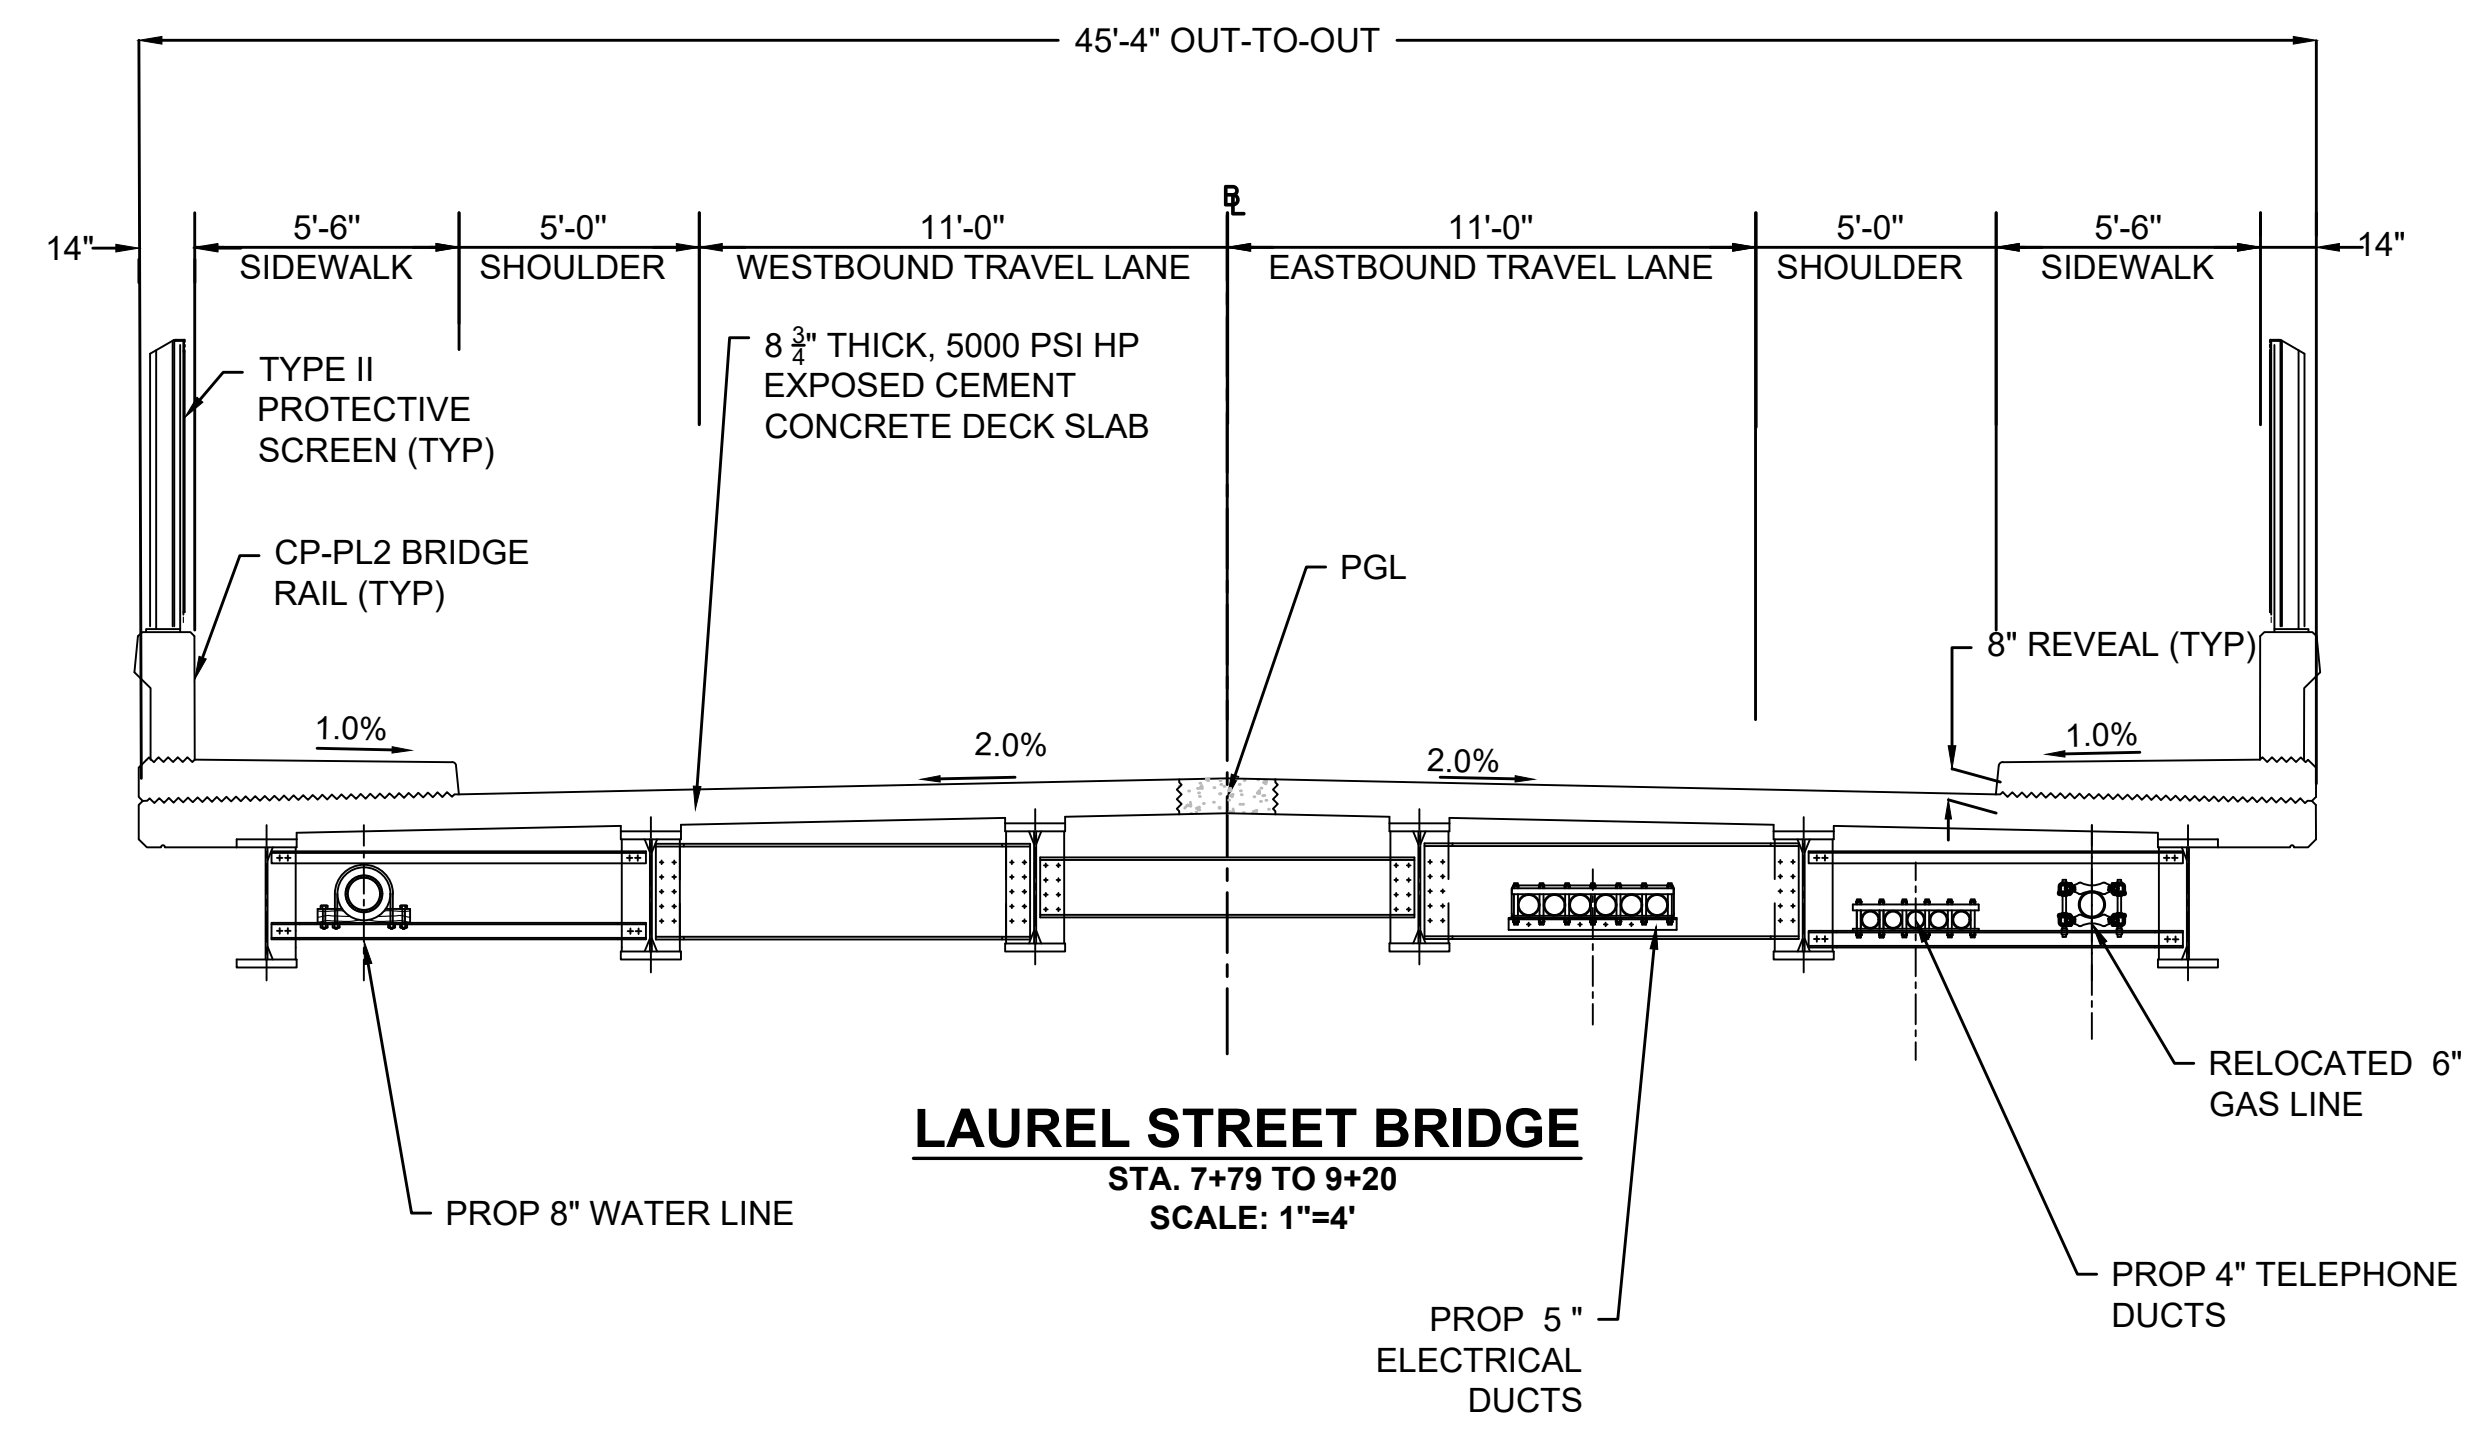 45'-4" OUT-TO-OUT
BL
14"
5'-6"
SIDEWALK
5'-0"
SHOULDER
11'-0"
WESTBOUND TRAVEL LANE
11'-0"
EASTBOUND TRAVEL LANE
5'-0"
SHOULDER
5'-6"
SIDEWALK
14"
TYPE II
PROTECTIVE
SCREEN (TYP)
8 3/4" THICK, 5000 PSI HP
EXPOSED CEMENT
CONCRETE DECK SLAB
CP-PL2 BRIDGE
RAIL (TYP)
PGL
8" REVEAL (TYP)
1.0%
2.0%
2.0%
1.0%
RELOCATED 6"
GAS LINE
LAUREL STREET BRIDGE
STA. 7+79 TO 9+20
SCALE: 1"=4'
PROP 8" WATER LINE
PROP 4" TELEPHONE
DUCTS
PROP 5 "
ELECTRICAL
DUCTS